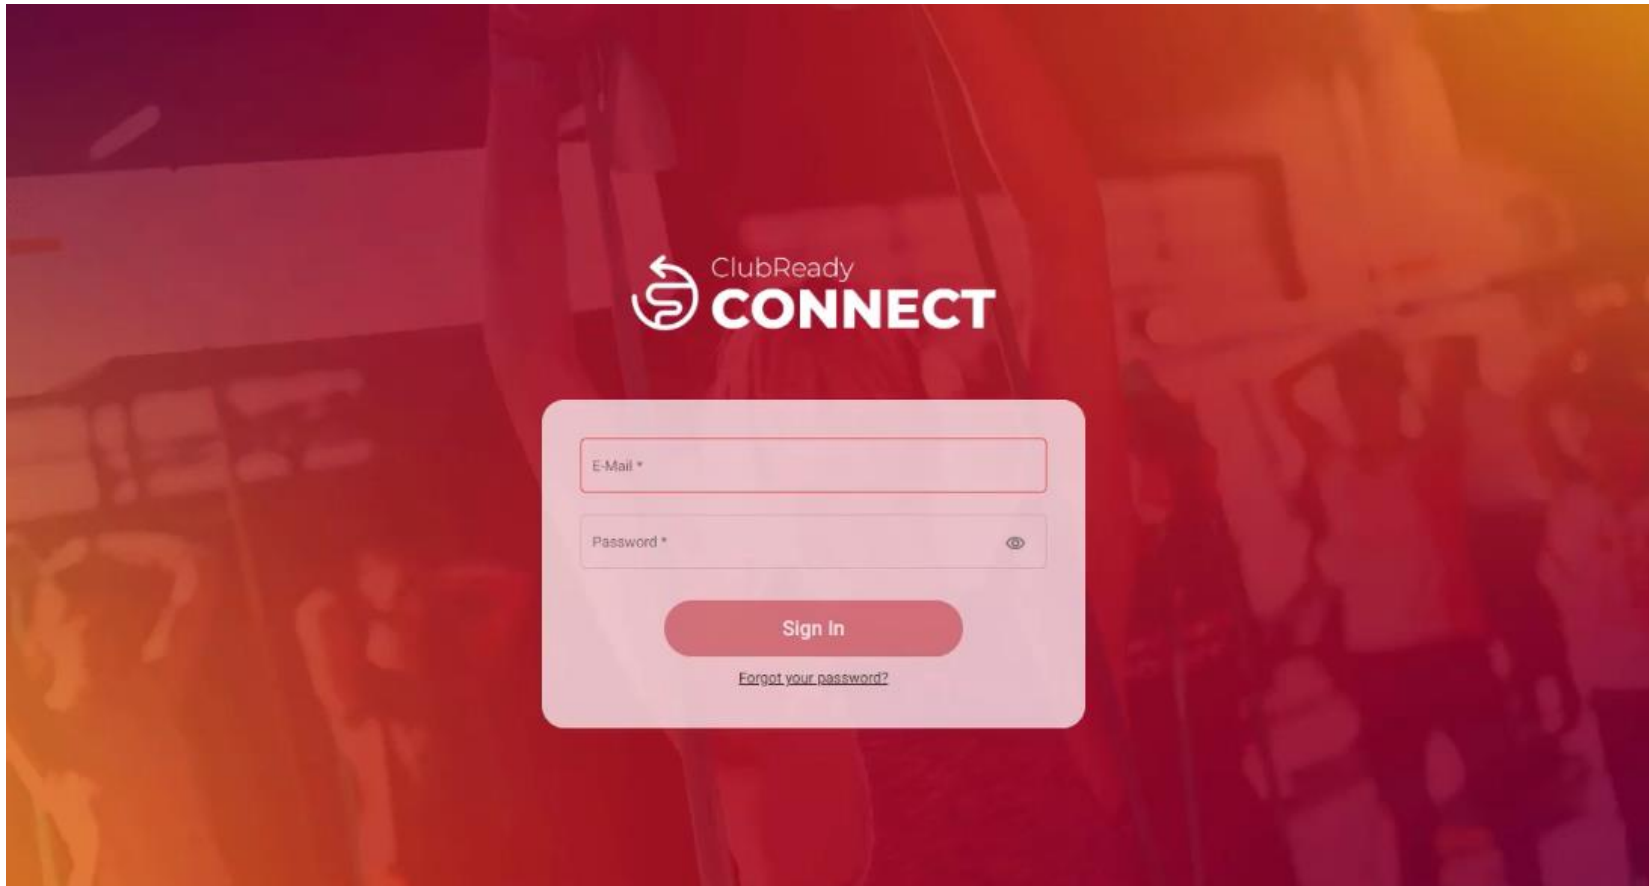 ClubReady
CONNECT
E-Mail *
Password *
Sign In
Forgot your password?